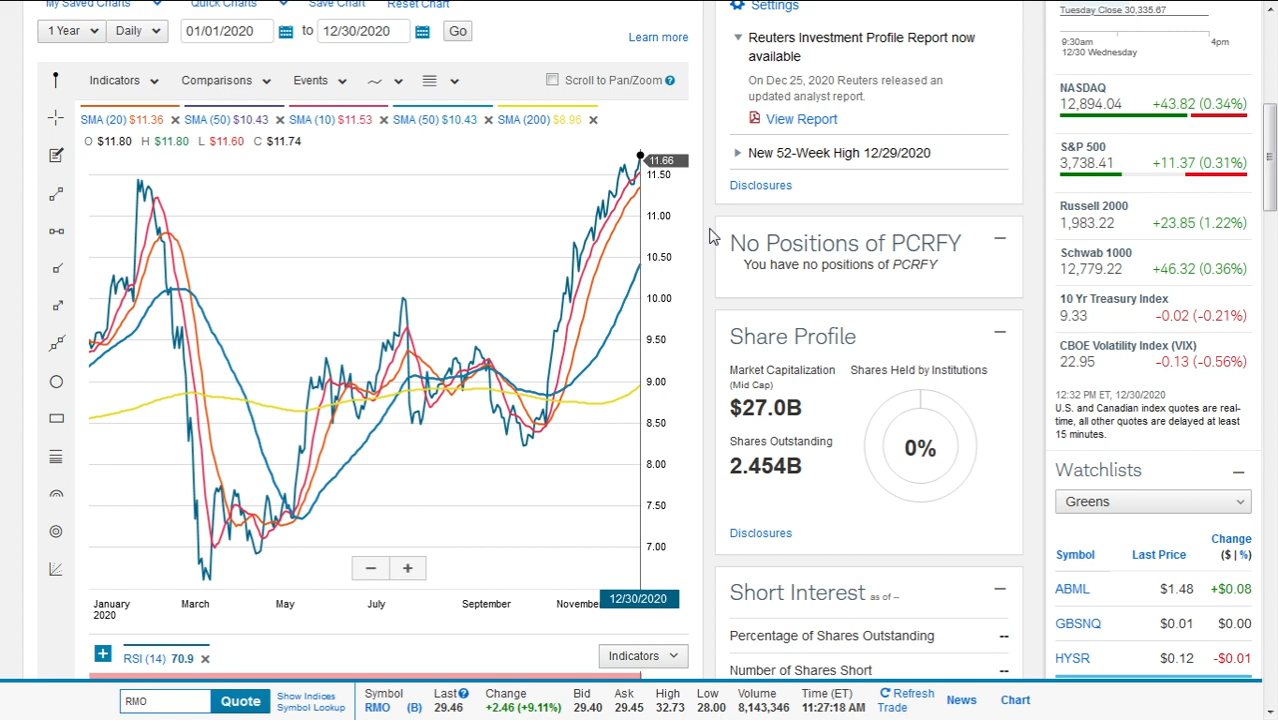 My Saved Charts Quick Charts Save Chart Reset Chart
1 Year Daily 01/01/2020 to 12/30/2020 Go
Learn more
Indicators Comparisons Events Scroll to Pan/Zoom ?
SMA (20) $11.36 × SMA (50) $10.43 × SMA (10) $11.53 × SMA (50) $10.43 × SMA (200) $8.96 ×
O $11.80 H $11.80 L $11.60 C $11.74
11.66
11.50
11.00
10.50
10.00
9.50
9.00
8.50
8.00
7.50
7.00
− +
January March May July September November 12/30/2020
2020
+ RSI (14) 70.9 ×
Indicators
Settings
Reuters Investment Profile Report now
available
On Dec 25, 2020 Reuters released an
updated analyst report.
View Report
New 52-Week High 12/29/2020
Disclosures
No Positions of PCRFY
You have no positions of PCRFY
Share Profile
Market Capitalization
(Mid Cap)
$27.0B
Shares Outstanding
2.454B
Shares Held by Institutions
0%
Disclosures
Short Interest as of –
Percentage of Shares Outstanding --
Number of Shares Short --
Tuesday Close 30,335.67
9:30am 4pm
12/30 Wednesday
NASDAQ
12,894.04 +43.82 (0.34%)
S&P 500
3,738.41 +11.37 (0.31%)
Russell 2000
1,983.22 +23.85 (1.22%)
Schwab 1000
12,779.22 +46.32 (0.36%)
10 Yr Treasury Index
9.33 -0.02 (-0.21%)
CBOE Volatility Index (VIX)
22.95 -0.13 (-0.56%)
12:32 PM ET, 12/30/2020
U.S. and Canadian index quotes are real-
time, all other quotes are delayed at least
15 minutes.
Watchlists
Greens
Symbol Last Price Change
($ | %)
ABML $1.48 +$0.08
GBSNQ $0.01 $0.00
HYSR $0.12 -$0.01
RMO Quote Show Indices
Symbol Lookup
Symbol Last ? Change Bid Ask High Low Volume Time (ET) Refresh
RMO (B) 29.46 +2.46 (+9.11%) 29.40 29.45 32.73 28.00 8,143,346 11:27:18 AM Trade
News Chart